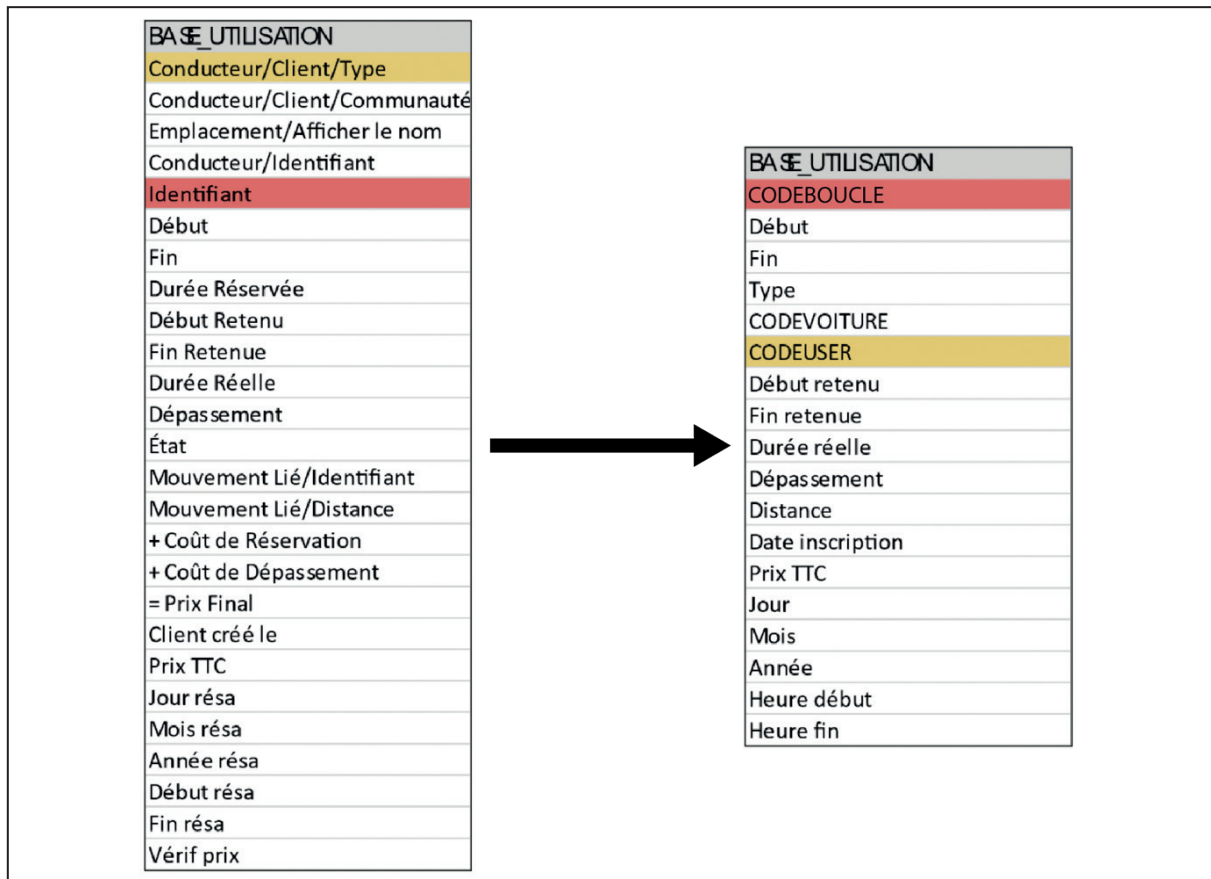 BASE_UTILISATION
Conducteur/Client/Type
Conducteur/Client/Communauté
Emplacement/Afficher le nom
Conducteur/Identifiant
Identifiant
Début
Fin
Durée Réservée
Début Retenu
Fin Retenue
Durée Réelle
Dépassement
État
Mouvement Lié/Identifiant
Mouvement Lié/Distance
+ Coût de Réservation
+ Coût de Dépassement
= Prix Final
Client créé le
Prix TTC
Jour résa
Mois résa
Année résa
Début résa
Fin résa
Vérif prix
BASE_UTILISATION
CODEBOUCLE
Début
Fin
Type
CODEVOITURE
CODEUSER
Début retenu
Fin retenue
Durée réelle
Dépassement
Distance
Date inscription
Prix TTC
Jour
Mois
Année
Heure début
Heure fin